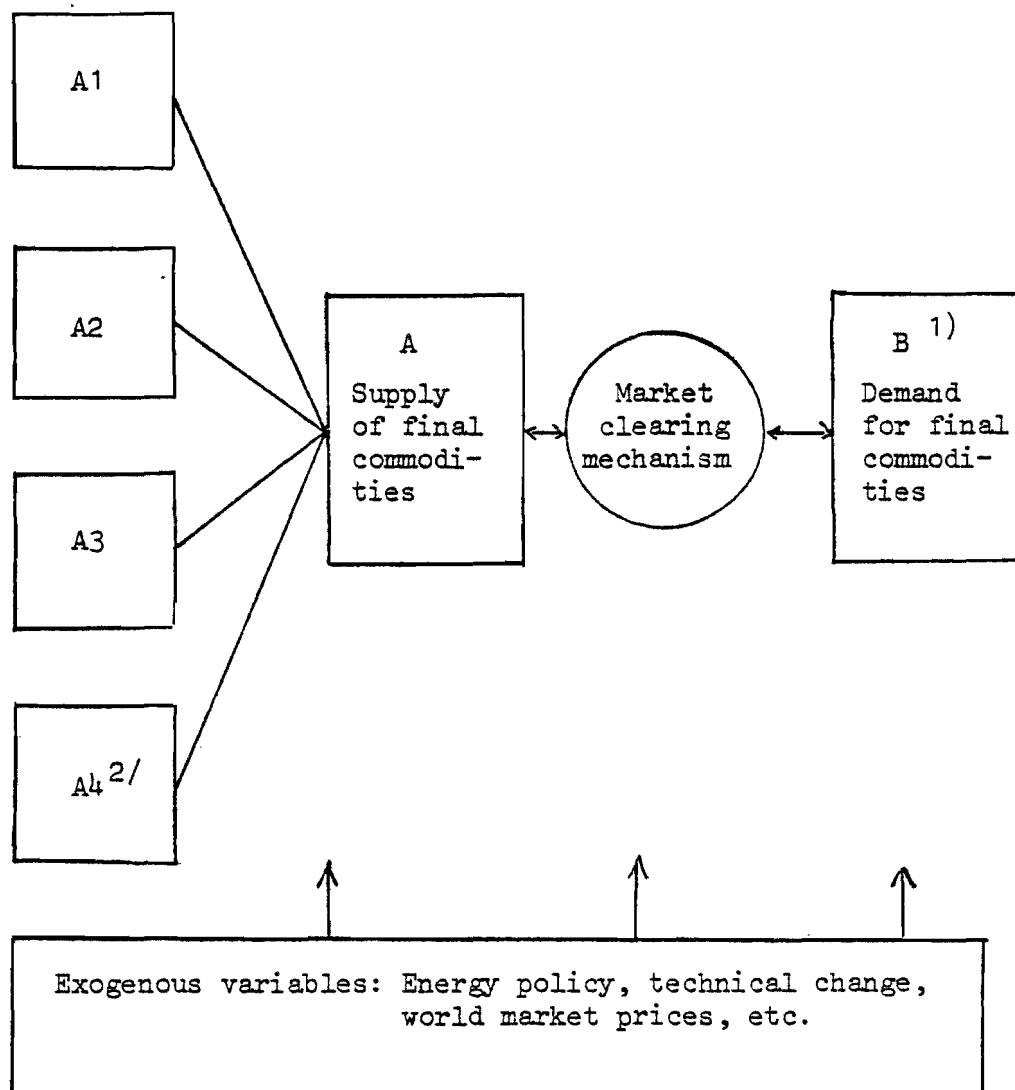 A1
A2
A3
A4 2/
A
Supply
of final
commodi-
ties
Market
clearing
mechanism
B 1)
Demand
for final
commodi-
ties
Exogenous variables: Energy policy, technical change,
world market prices, etc.